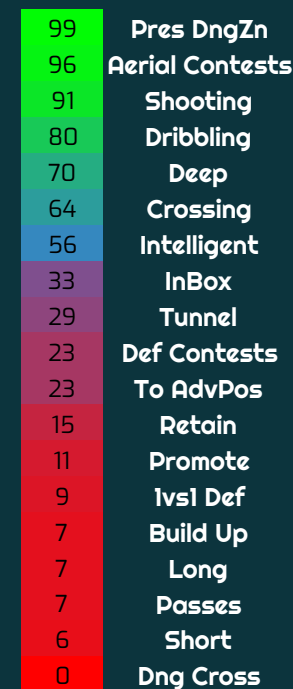 99 Pres DngZn
96 Aerial Contests
91 Shooting
80 Dribbling
70 Deep
64 Crossing
56 Intelligent
33 InBox
29 Tunnel
23 Def Contests
23 To AdvPos
15 Retain
11 Promote
9 1vs1 Def
7 Build Up
7 Long
7 Passes
6 Short
0 Dng Cross